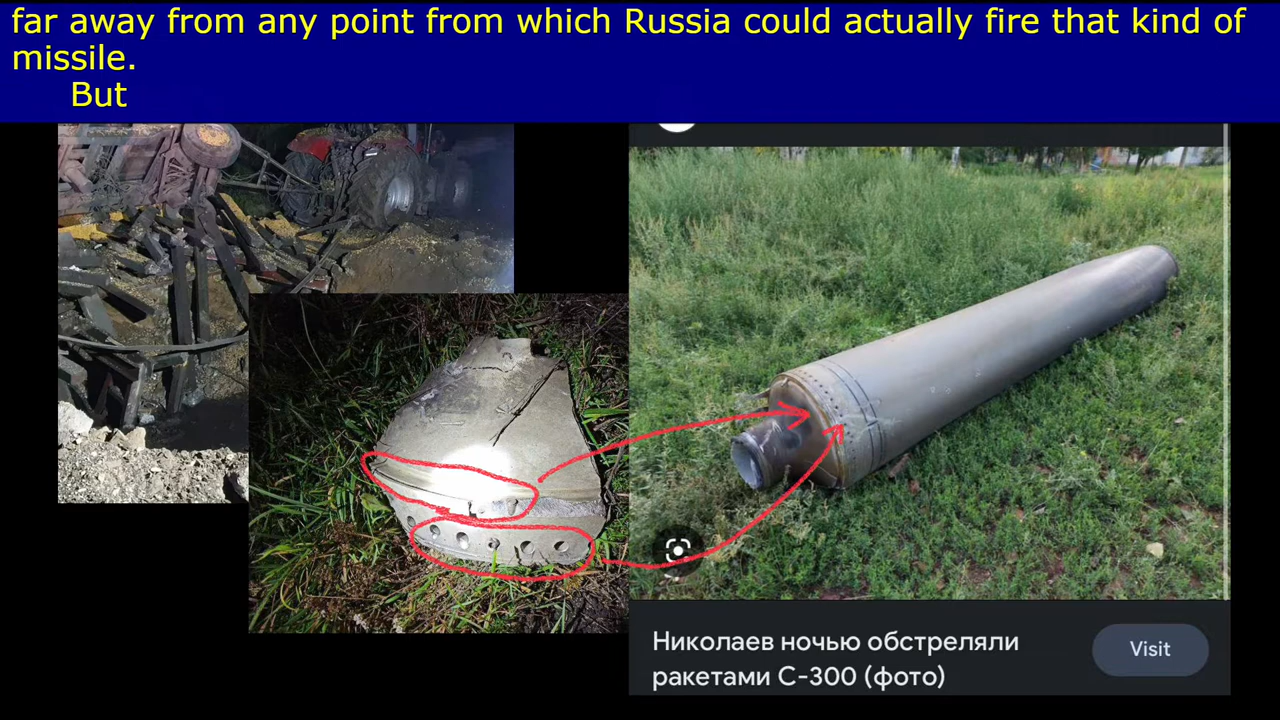 far away from any point from which Russia could actually fire that kind of
missile.
But
Николаев ночью обстреляли
ракетами С-300 (фото)
Visit